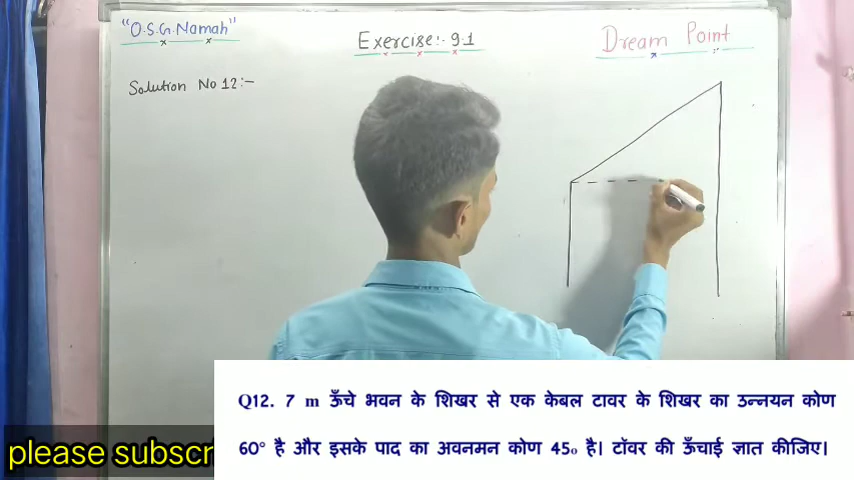 "O.S.G.Namah"
Exercise:- 9.1
Dream Point
Solution No 12:-
Q12. 7 m ऊँचे भवन के शिखर से एक केबल टावर के शिखर का उन्नयन कोण
60° है और इसके पाद का अवनमन कोण 45० है। टॉवर की ऊँचाई ज्ञात कीजिए।
please subscr